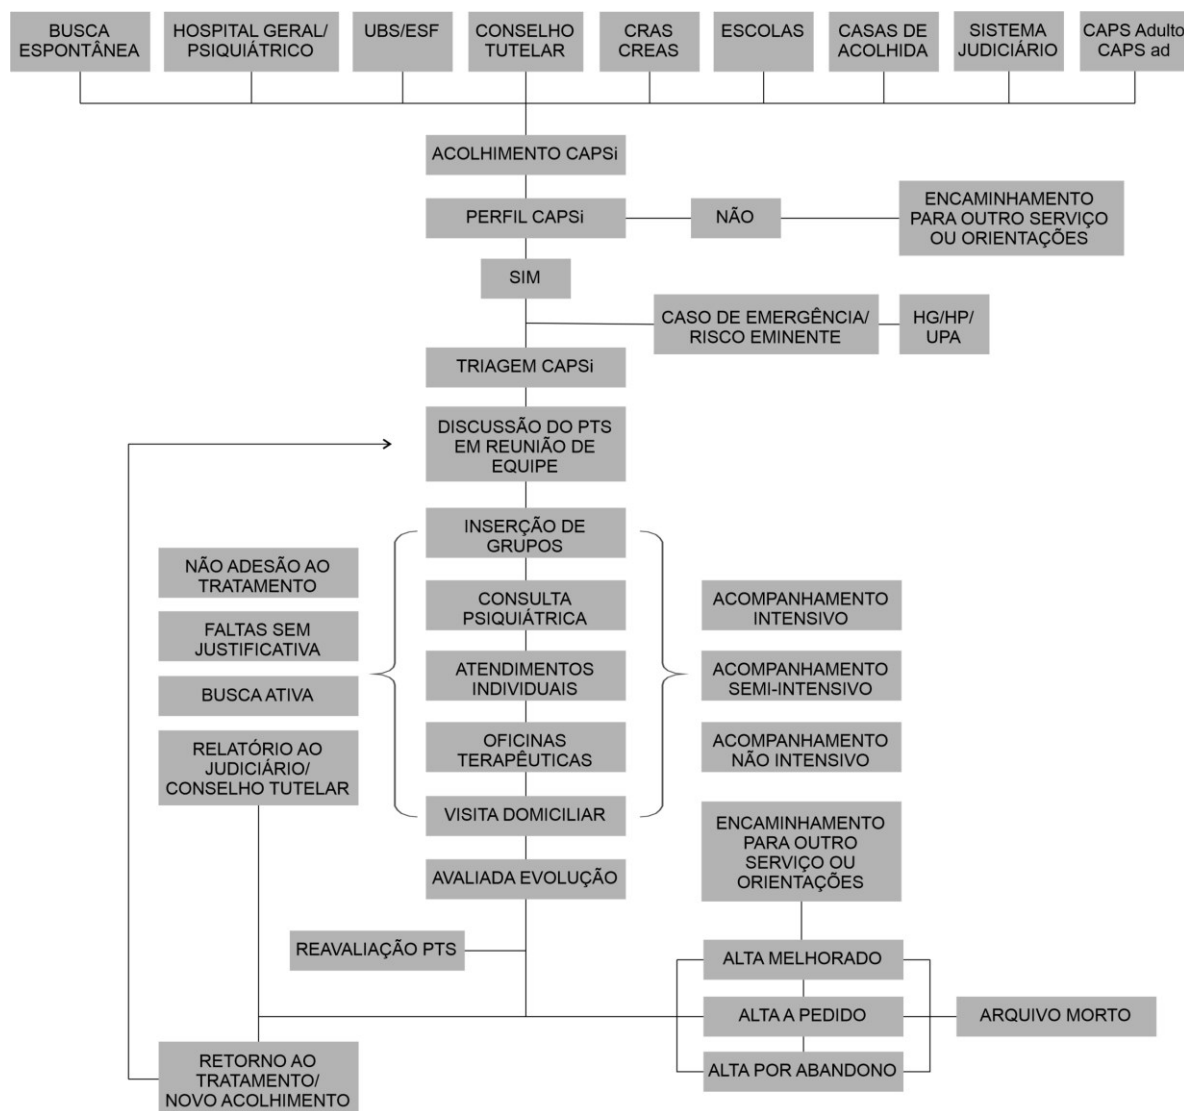 BUSCA
ESPONTÂNEA
HOSPITAL GERAL/
PSIQUIÁTRICO
UBS/ESF
CONSELHO
TUTELAR
CRAS
CREAS
ESCOLAS
CASAS DE
ACOLHIDA
SISTEMA
JUDICIÁRIO
CAPS Adulto
CAPS ad
ACOLHIMENTO CAPSi
PERFIL CAPSi
NÃO
ENCAMINHAMENTO
PARA OUTRO SERVIÇO
OU ORIENTAÇÕES
SIM
CASO DE EMERGÊNCIA/
RISCO EMINENTE
HG/HP/
UPA
TRIAGEM CAPSi
DISCUSSÃO DO PTS
EM REUNIÃO DE
EQUIPE
INSERÇÃO DE
GRUPOS
CONSULTA
PSIQUIÁTRICA
ATENDIMENTOS
INDIVIDUAIS
OFICINAS
TERAPÊUTICAS
VISITA DOMICILIAR
NÃO ADESÃO AO
TRATAMENTO
FALTAS SEM
JUSTIFICATIVA
BUSCA ATIVA
RELATÓRIO AO
JUDICIÁRIO/
CONSELHO TUTELAR
ACOMPANHAMENTO
INTENSIVO
ACOMPANHAMENTO
SEMI-INTENSIVO
ACOMPANHAMENTO
NÃO INTENSIVO
ENCAMINHAMENTO
PARA OUTRO
SERVIÇO OU
ORIENTAÇÕES
AVALIADA EVOLUÇÃO
REAVALIAÇÃO PTS
ALTA MELHORADO
ALTA A PEDIDO
ALTA POR ABANDONO
ARQUIVO MORTO
RETORNO AO
TRATAMENTO/
NOVO ACOLHIMENTO